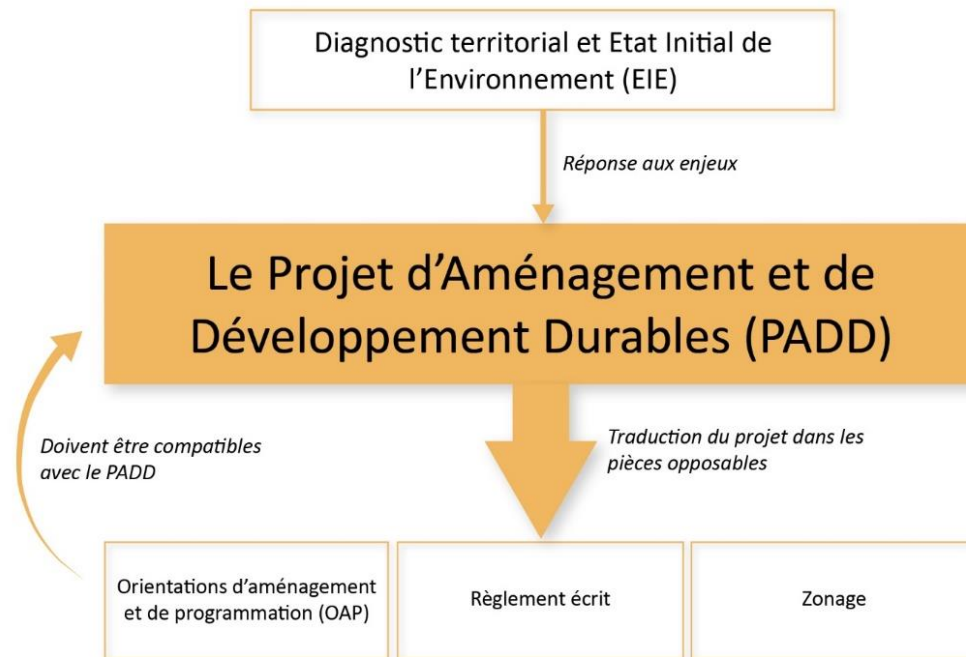 Diagnostic territorial et Etat Initial de
l’Environnement (EIE)
Réponse aux enjeux
Le Projet d’Aménagement et de
Développement Durables (PADD)
Doivent être compatibles
avec le PADD
Traduction du projet dans les
pièces opposables
Orientations d’aménagement
et de programmation (OAP)
Règlement écrit
Zonage